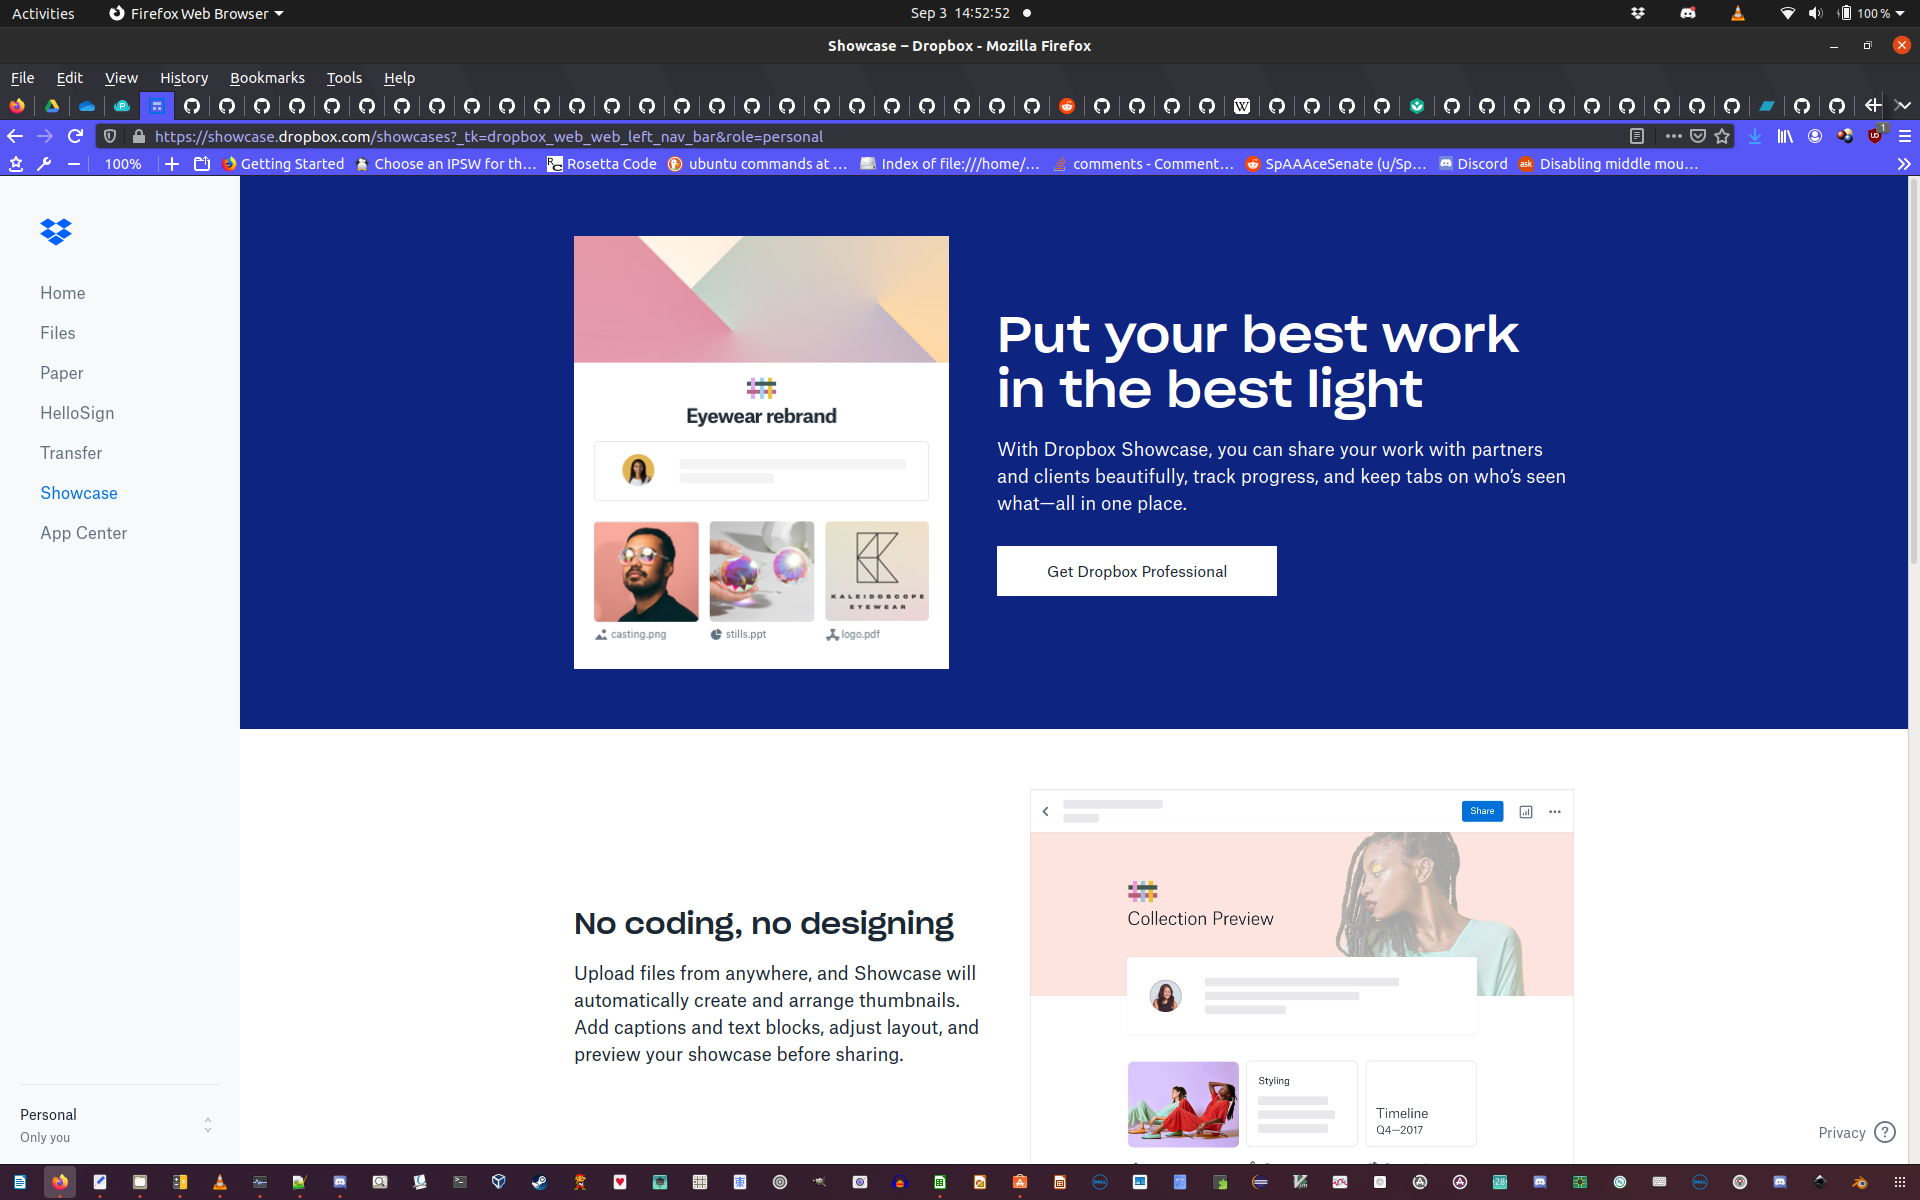 Activities
Firefox Web Browser
Sep 3 14:52:52
100 %
Showcase – Dropbox - Mozilla Firefox
File Edit View History Bookmarks Tools Help
https://showcase.dropbox.com/showcases?_tk=dropbox_web_web_left_nav_bar&role=personal
1
100%
Getting Started
Choose an IPSW for th…
Rosetta Code
ubuntu commands at …
Index of file:///home/…
comments - Comment…
SpAAAceSenate (u/Sp…
Discord
Disabling middle mou…
Home
Files
Paper
HelloSign
Transfer
Showcase
App Center
Personal
Only you
Eyewear rebrand
KALEIDOSCOPE
EYEWEAR
casting.png
stills.ppt
logo.pdf
Put your best work
in the best light
With Dropbox Showcase, you can share your work with partners
and clients beautifully, track progress, and keep tabs on who’s seen
what—all in one place.
Get Dropbox Professional
No coding, no designing
Upload files from anywhere, and Showcase will
automatically create and arrange thumbnails.
Add captions and text blocks, adjust layout, and
preview your showcase before sharing.
Share
Collection Preview
Styling
Timeline
Q4—2017
Privacy